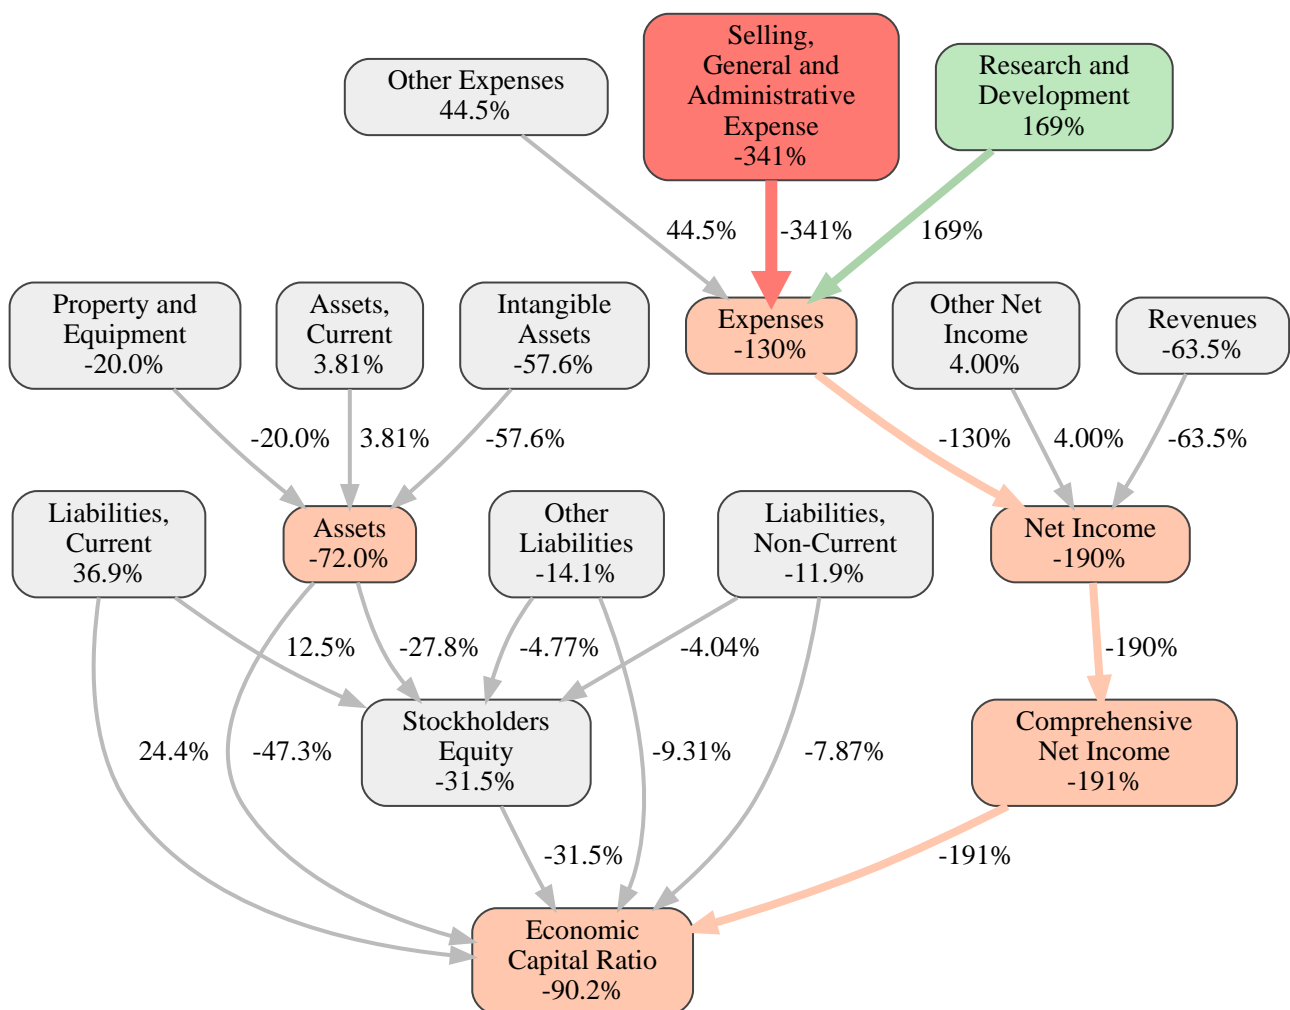 Other Expenses
44.5%
Selling,
General and
Administrative
Expense
-341%
Research and
Development
169%
44.5%
-341%
169%
Property and
Equipment
-20.0%
Assets,
Current
3.81%
Intangible
Assets
-57.6%
Expenses
-130%
Other Net
Income
4.00%
Revenues
-63.5%
-20.0%
3.81%
-57.6%
-130%
4.00%
-63.5%
Liabilities,
Current
36.9%
Assets
-72.0%
Other
Liabilities
-14.1%
Liabilities,
Non-Current
-11.9%
Net Income
-190%
12.5%
-27.8%
-4.77%
-4.04%
-190%
Stockholders
Equity
-31.5%
Comprehensive
Net Income
-191%
24.4%
-47.3%
-9.31%
-7.87%
-31.5%
-191%
Economic
Capital Ratio
-90.2%